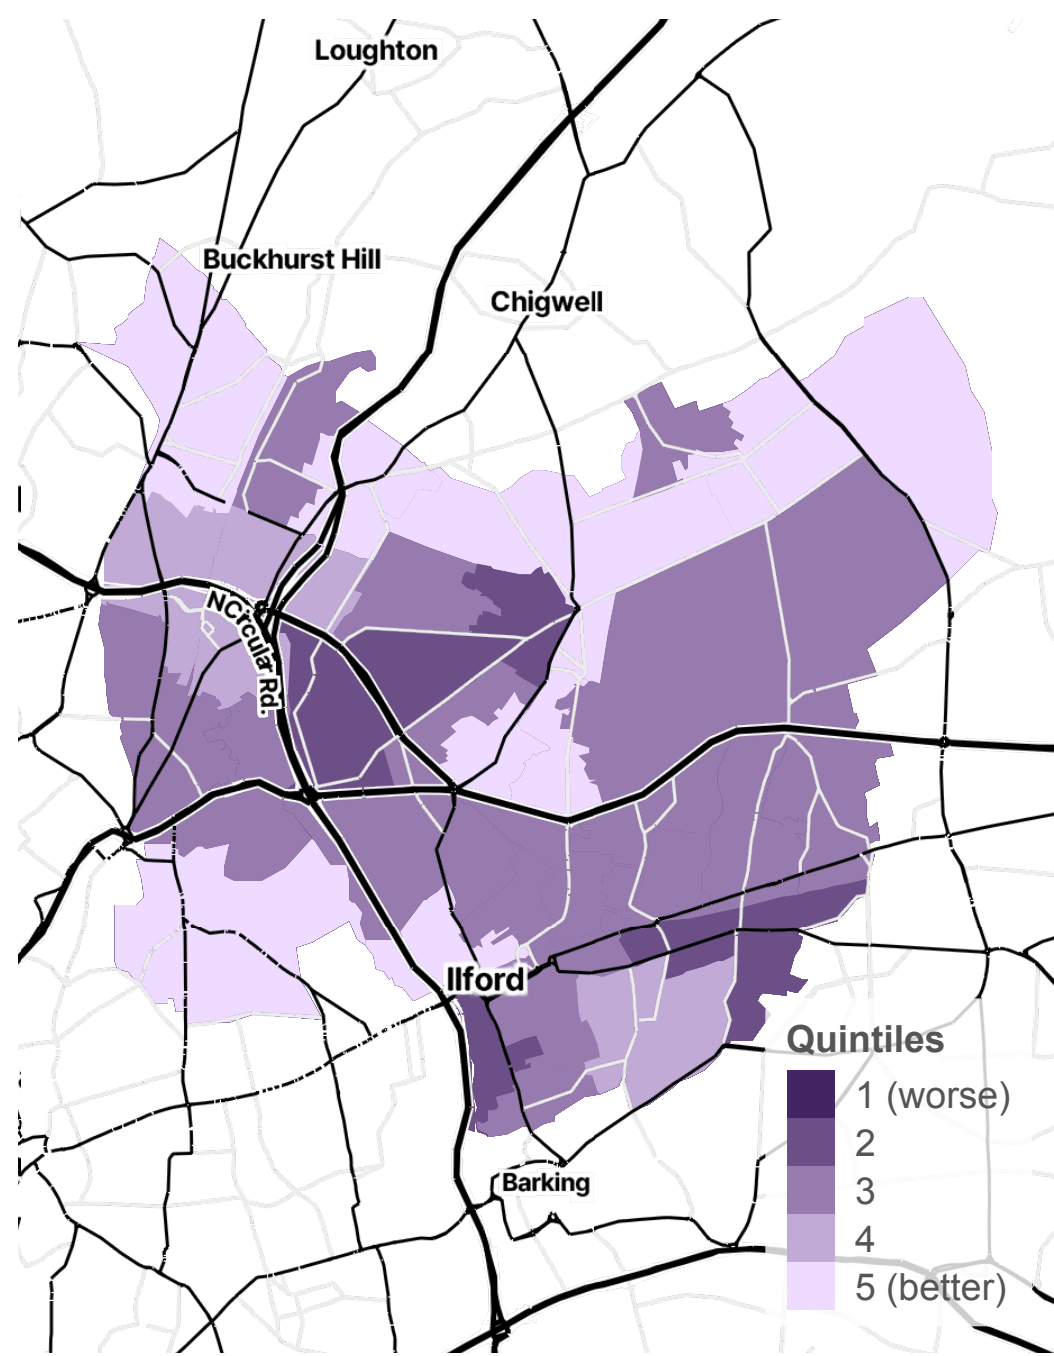 Loughton
Buckhurst Hill
Chigwell
NCircular Rd.
Ilford
Barking
Quintiles
1 (worse)
2
3
4
5 (better)